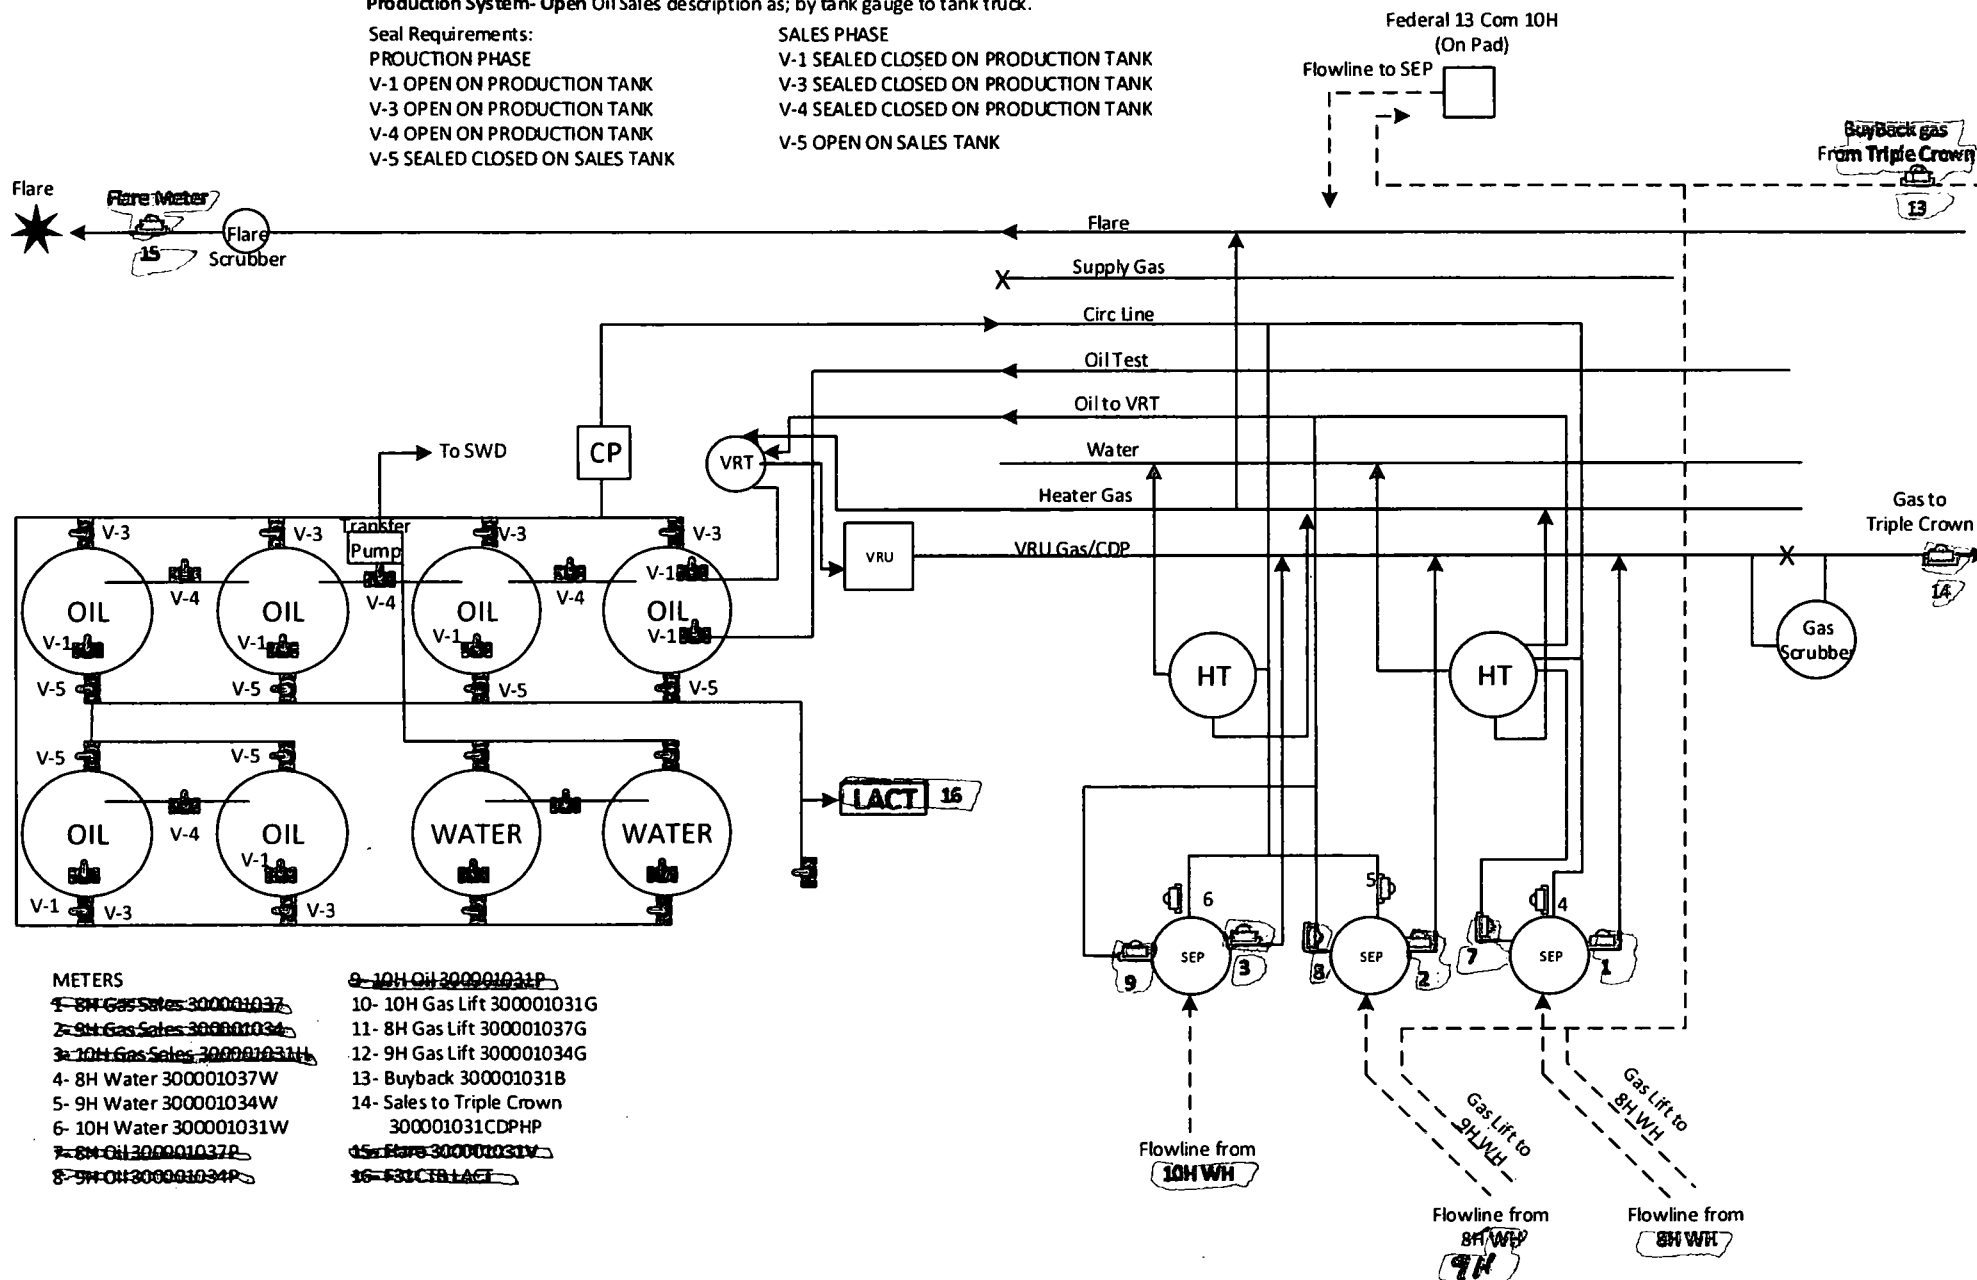 Production System- Open Oil Sales description as; by tank gauge to tank truck.
Seal Requirements:
PROUCTION PHASE
V-1 OPEN ON PRODUCTION TANK
V-3 OPEN ON PRODUCTION TANK
V-4 OPEN ON PRODUCTION TANK
V-5 SEALED CLOSED ON SALES TANK
SALES PHASE
V-1 SEALED CLOSED ON PRODUCTION TANK
V-3 SEALED CLOSED ON PRODUCTION TANK
V-4 SEALED CLOSED ON PRODUCTION TANK
V-5 OPEN ON SALES TANK
Federal 13 Com 10H
(On Pad)
Flowline to SEP
BuyBack gas
From Triple Crown
13
Flare
Flare Meter
15
Flare
Scrubber
Flare
Supply Gas
X
Circ Line
Oil Test
Oil to VRT
Water
Heater Gas
VRU Gas/CDP
To SWD
CP
VRT
VRU
Gas to
Triple Crown
X
14
Gas
Scrubber
Transfer
Pump
V-3
V-3
V-3
V-3
V-4
V-4
V-4
V-1
OIL
OIL
OIL
OIL
V-1
V-1
V-1
V-1
V-5
V-5
V-5
V-5
V-5
V-5
OIL
V-4
OIL
WATER
WATER
V-1
V-1
V-3
V-3
LACT
16
HT
HT
6
5
4
SEP
SEP
SEP
9
3
8
2
7
1
METERS
1- 8H Gas Sales 300001037
2- 9H Gas Sales 300001034
3- 10H Gas Sales 300001031H
4- 8H Water 300001037W
5- 9H Water 300001034W
6- 10H Water 300001031W
7- 8H Oil 300001037P
8- 9H Oil 300001034P
9- 10H Oil 300001031P
10- 10H Gas Lift 300001031G
11- 8H Gas Lift 300001037G
12- 9H Gas Lift 300001034G
13- Buyback 300001031B
14- Sales to Triple Crown
300001031CDPHP
15- Flare 300001031V
16- F31CTB LACT
Flowline from
10H WH
Gas Lift to
9H WH
Gas Lift to
8H WH
Flowline from
8H WH
9H
Flowline from
8H WH